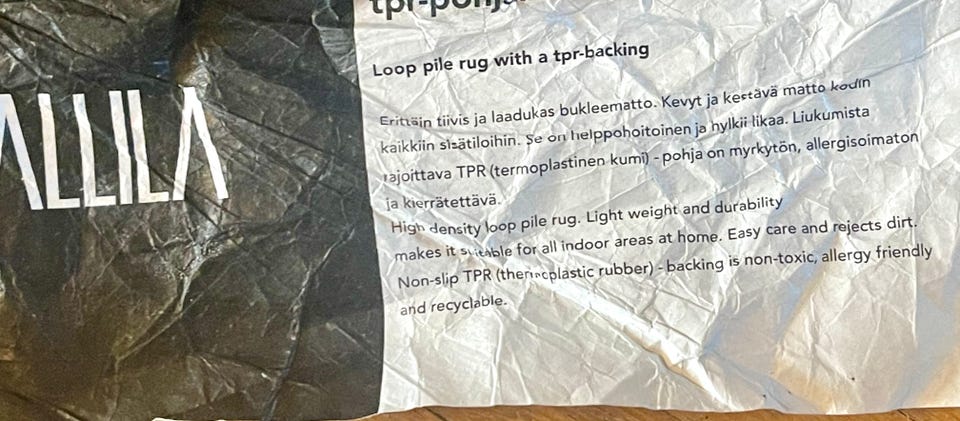 ALLILA
tpr-pohja
Loop pile rug with a tpr-backing
Erittäin tiivis ja laadukas bukleematto. Kevyt ja kestävä matto kodin
kaikkiin sisätiloihin. Se on helppohoitoinen ja hylkii likaa. Liukumista
rajoittava TPR (termoplastinen kumi) - pohja on myrkytön, allergisoimaton
ja kierrätettävä.
High density loop pile rug. Light weight and durability
makes it suitable for all indoor areas at home. Easy care and rejects dirt.
Non-slip TPR (thermoplastic rubber) - backing is non-toxic, allergy friendly
and recyclable.